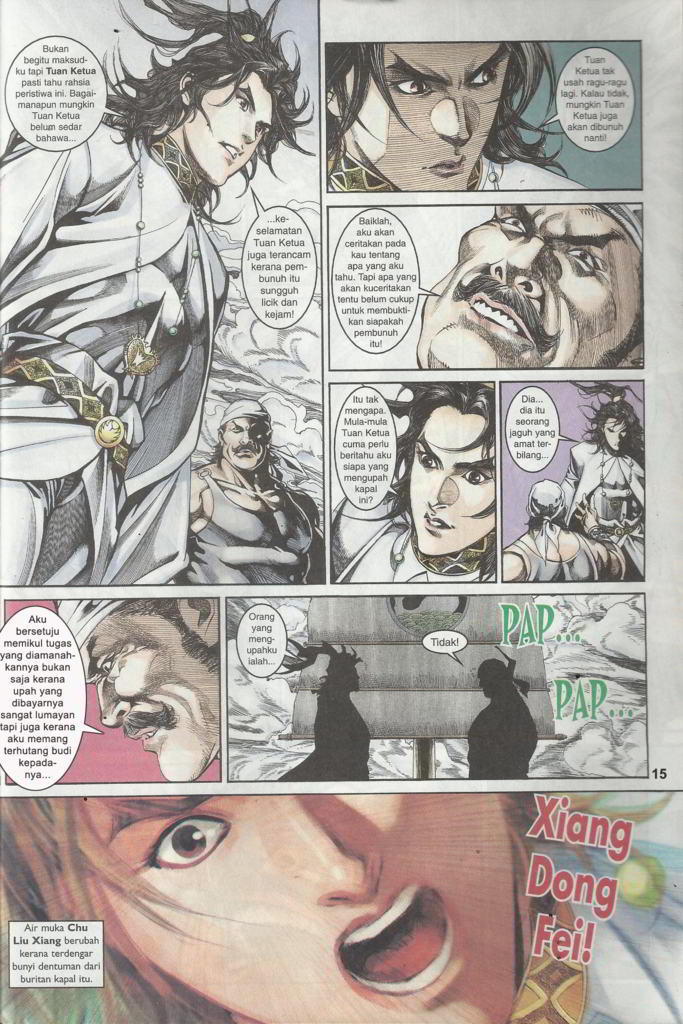 Bukan
begitu maksud-
ku tapi Tuan Ketua
pasti tahu rahsia
peristiwa ini. Bagai-
manapun mungkin
Tuan Ketua
belum sedar
bahawa...
...ke-
selamatan
Tuan Ketua
juga terancam
kerana pem-
bunuh itu
sungguh
licik dan
kejam!
Tuan
Ketua tak
usah ragu-ragu
lagi. Kalau tidak,
mungkin Tuan
Ketua juga
akan dibunuh
nanti!
Baiklah,
aku akan
ceritakan pada
kau tentang
apa yang aku
tahu. Tapi apa yang
akan kuceritakan
tentu belum cukup
untuk membukti-
kan siapakah
pembunuh
itu!
Itu tak
mengapa.
Mula-mula
Tuan Ketua
cuma perlu
beritahu aku
siapa yang
mengupah
kapal
ini?
Dia...
dia itu
seorang
jaguh yang
amat ter-
bilang...
Aku
bersetuju
memikul tugas
yang diamanah-
kannya bukan
saja kerana
upah yang
dibayarnya
sangat lumayan
tapi juga kerana
aku memang
terhutang budi
kepada-
nya...
Orang
yang
meng-
upahku
ialah...
Tidak!
PAP...
PAP...
15
Xiang
Dong
Fei!
Air muka Chu
Liu Xiang berubah
kerana terdengar
bunyi dentuman dari
buritan kapal itu.